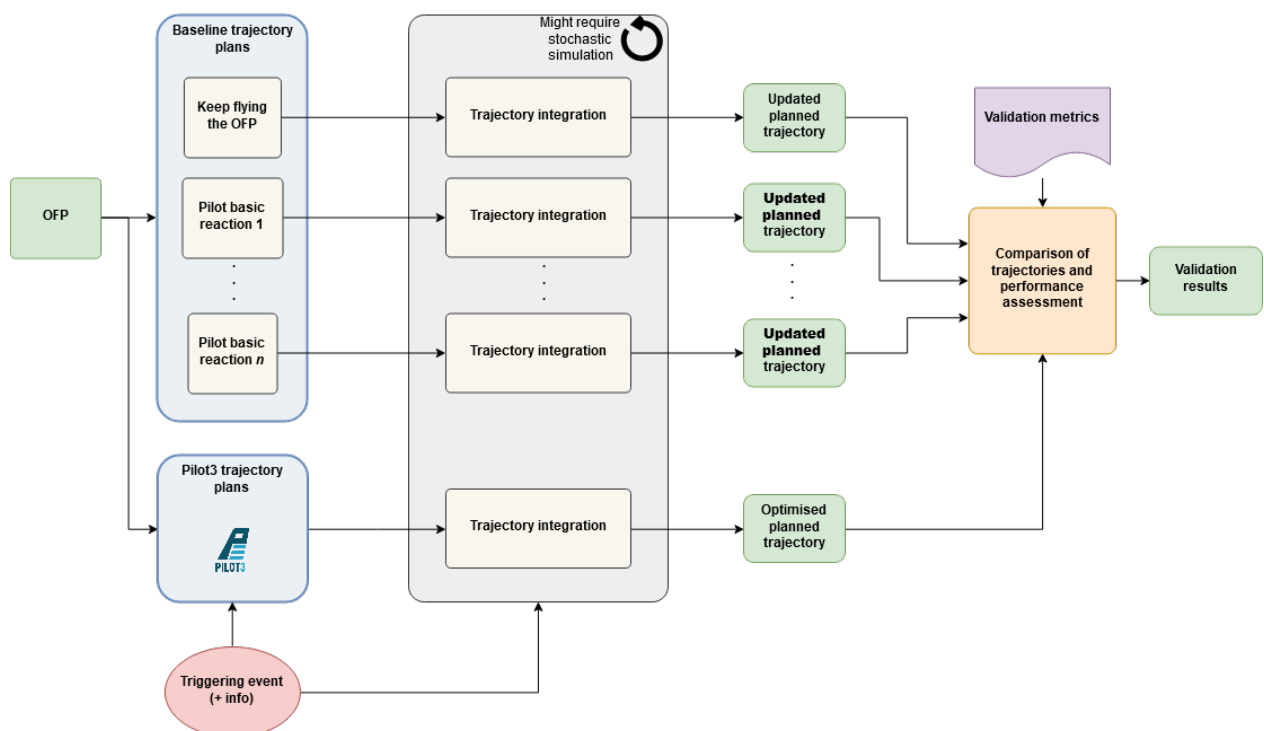 Baseline trajectory
plans
Might require
stochastic
simulation
Keep flying
the OFP
Trajectory integration
Updated
planned
trajectory
Validation metrics
OFP
Pilot basic
reaction 1
Trajectory integration
Updated
planned
trajectory
Comparison of
trajectories and
performance
assessment
Validation
results
Pilot basic
reaction n
Trajectory integration
Updated
planned
trajectory
Pilot3 trajectory
plans
PILOT3
Trajectory integration
Optimised
planned
trajectory
Triggering event
(+ info)